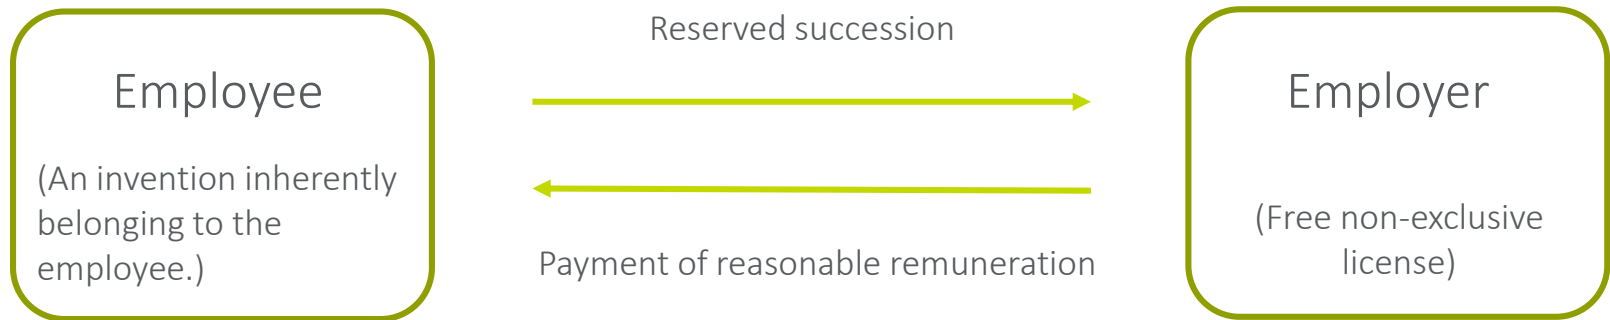 Employee
(An invention inherently
belonging to the
employee.)
Reserved succession
Payment of reasonable remuneration
Employer
(Free non-exclusive
license)